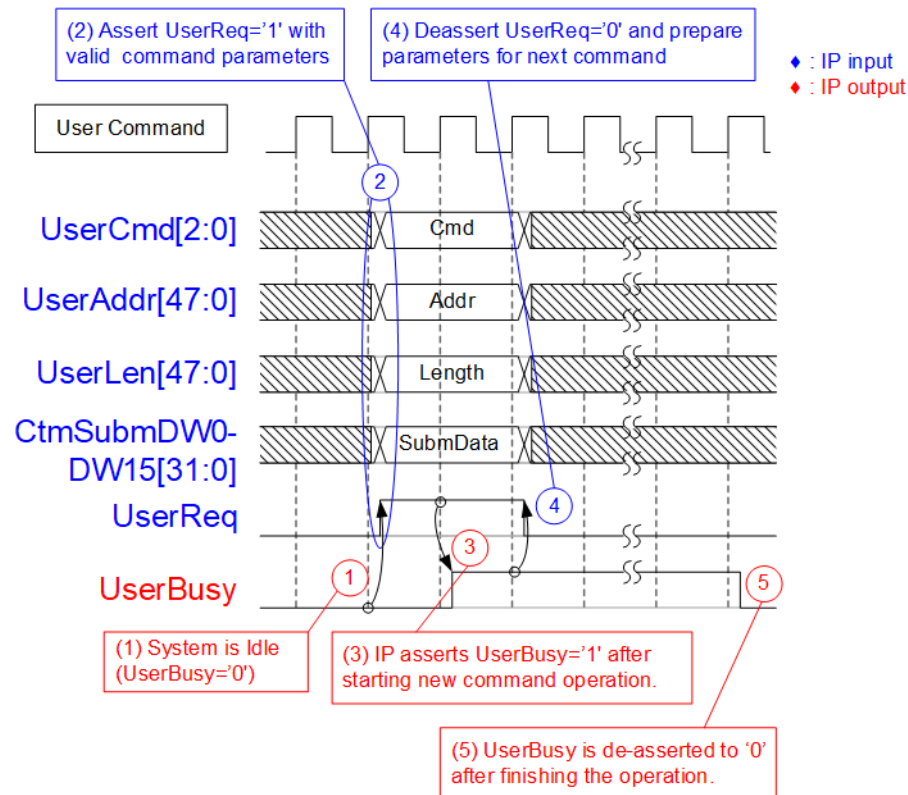 (2) Assert UserReq='1' with
valid command parameters
(4) Deassert UserReq='0' and prepare
parameters for next command
♦ : IP input
♦ : IP output
User Command
2
UserCmd[2:0]
Cmd
UserAddr[47:0]
Addr
UserLen[47:0]
Length
CtmSubmDW0-
DW15[31:0]
SubmData
UserReq
4
3
UserBusy
1
5
(1) System is Idle
(UserBusy='0')
(3) IP asserts UserBusy='1' after
starting new command operation.
(5) UserBusy is de-asserted to ‘0’
after finishing the operation.